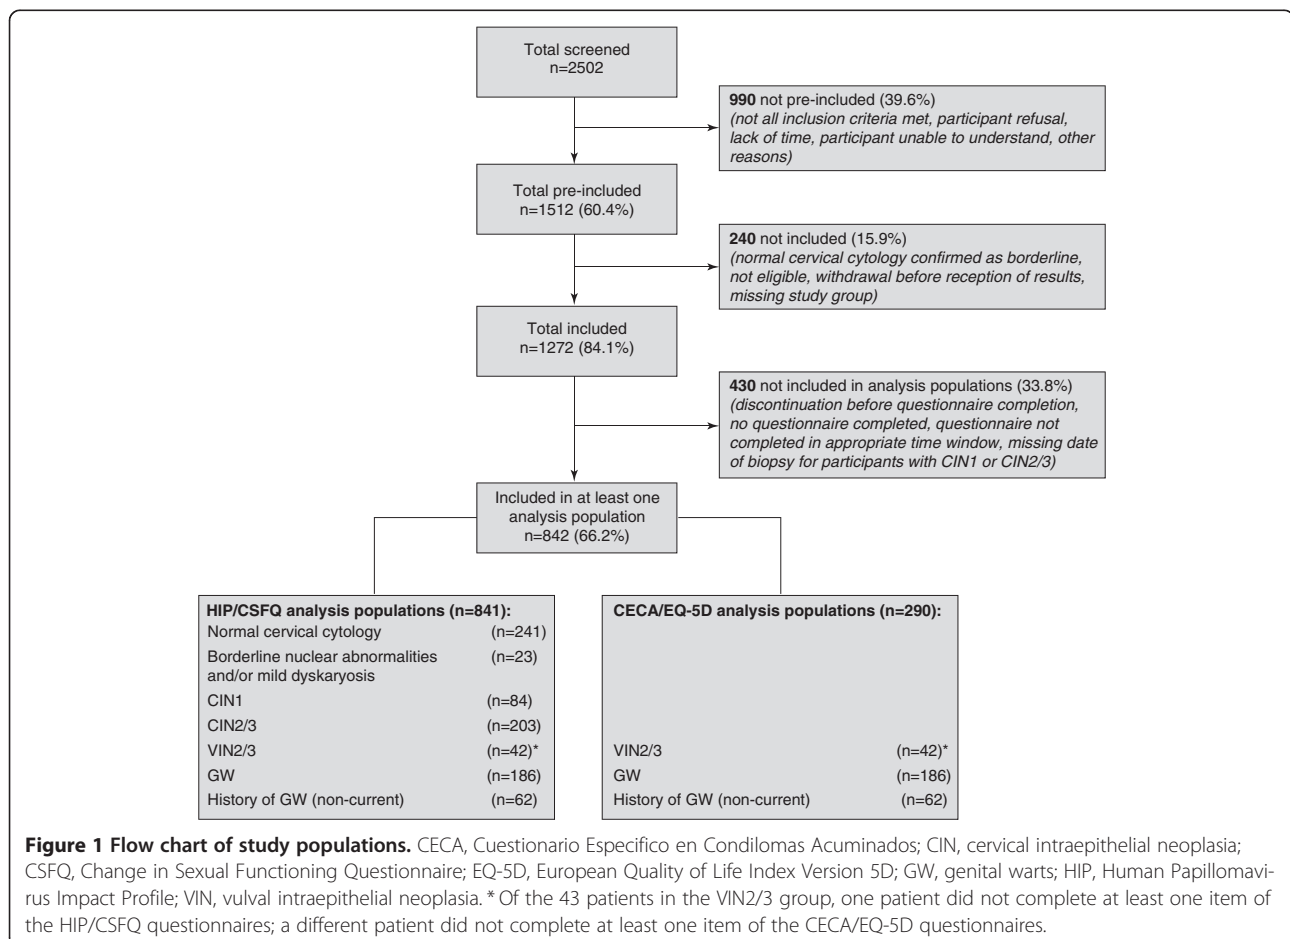 Total screened
n=2502
990 not pre-included (39.6%)
(not all inclusion criteria met, participant refusal,
lack of time, participant unable to understand, other
reasons)
Total pre-included
n=1512 (60.4%)
240 not included (15.9%)
(normal cervical cytology confirmed as borderline,
not eligible, withdrawal before reception of results,
missing study group)
Total included
n=1272 (84.1%)
430 not included in analysis populations (33.8%)
(discontinuation before questionnaire completion,
no questionnaire completed, questionnaire not
completed in appropriate time window, missing date
of biopsy for participants with CIN1 or CIN2/3)
Included in at least one
analysis population
n=842 (66.2%)
HIP/CSFQ analysis populations (n=841):
Normal cervical cytology (n=241)
Borderline nuclear abnormalities (n=23)
and/or mild dyskaryosis
CIN1 (n=84)
CIN2/3 (n=203)
VIN2/3 (n=42)*
GW (n=186)
History of GW (non-current) (n=62)
CECA/EQ-5D analysis populations (n=290):
VIN2/3 (n=42)*
GW (n=186)
History of GW (non-current) (n=62)
Figure 1 Flow chart of study populations. CECA, Cuestionario Especifico en Condilomas Acuminados; CIN, cervical intraepithelial neoplasia;
CSFQ, Change in Sexual Functioning Questionnaire; EQ-5D, European Quality of Life Index Version 5D; GW, genital warts; HIP, Human Papillomavi-
rus Impact Profile; VIN, vulval intraepithelial neoplasia. * Of the 43 patients in the VIN2/3 group, one patient did not complete at least one item of
the HIP/CSFQ questionnaires; a different patient did not complete at least one item of the CECA/EQ-5D questionnaires.